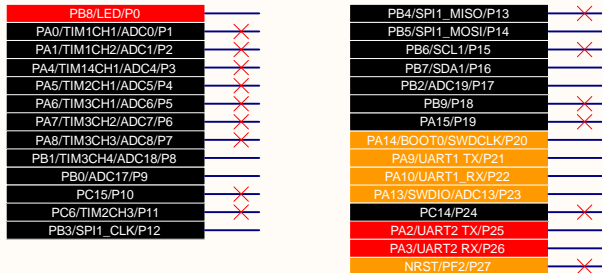 PB8/LED/P0
PA0/TIM1CH1/ADC0/P1
PA1/TIM1CH2/ADC1/P2
PA4/TIM14CH1/ADC4/P3
PA5/TIM2CH1/ADC5/P4
PA6/TIM3CH1/ADC6/P5
PA7/TIM3CH2/ADC7/P6
PA8/TIM3CH3/ADC8/P7
PB1/TIM3CH4/ADC18/P8
PB0/ADC17/P9
PC15/P10
PC6/TIM2CH3/P11
PB3/SPI1_CLK/P12
PB4/SPI1_MISO/P13
PB5/SPI1_MOSI/P14
PB6/SCL1/P15
PB7/SDA1/P16
PB2/ADC19/P17
PB9/P18
PA15/P19
PA14/BOOT0/SWDCLK/P20
PA9/UART1 TX/P21
PA10/UART1_RX/P22
PA13/SWDIO/ADC13/P23
PC14/P24
PA2/UART2 TX/P25
PA3/UART2 RX/P26
NRST/PF2/P27